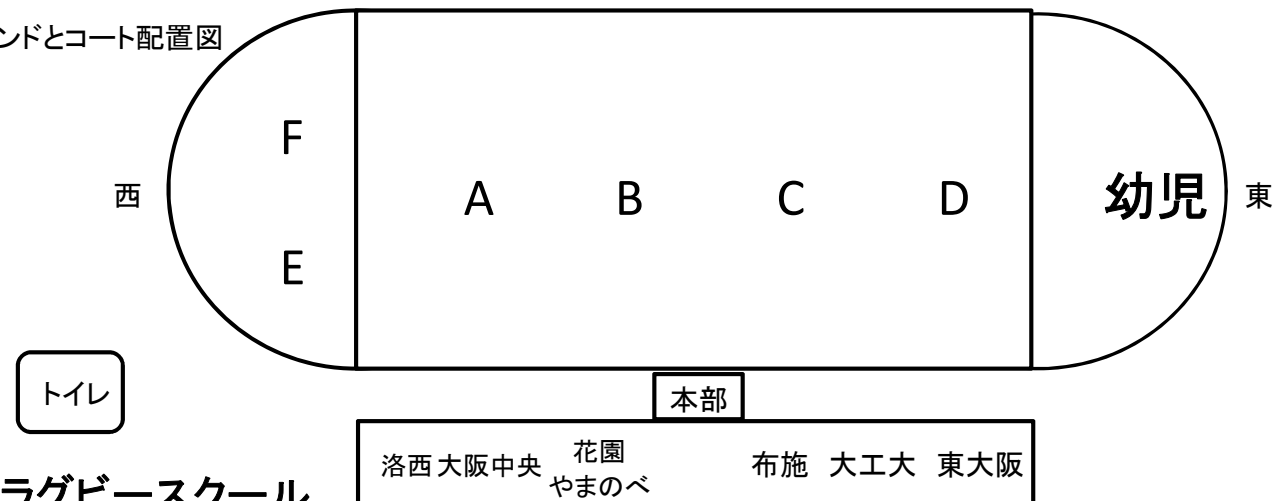 ンドとコート配置図
F
西 A B C D 幼児 東
E
トイレ
本部
花園
洛西 大阪中央 布施 大工大 東大阪
やまのべ
ラグビースクール